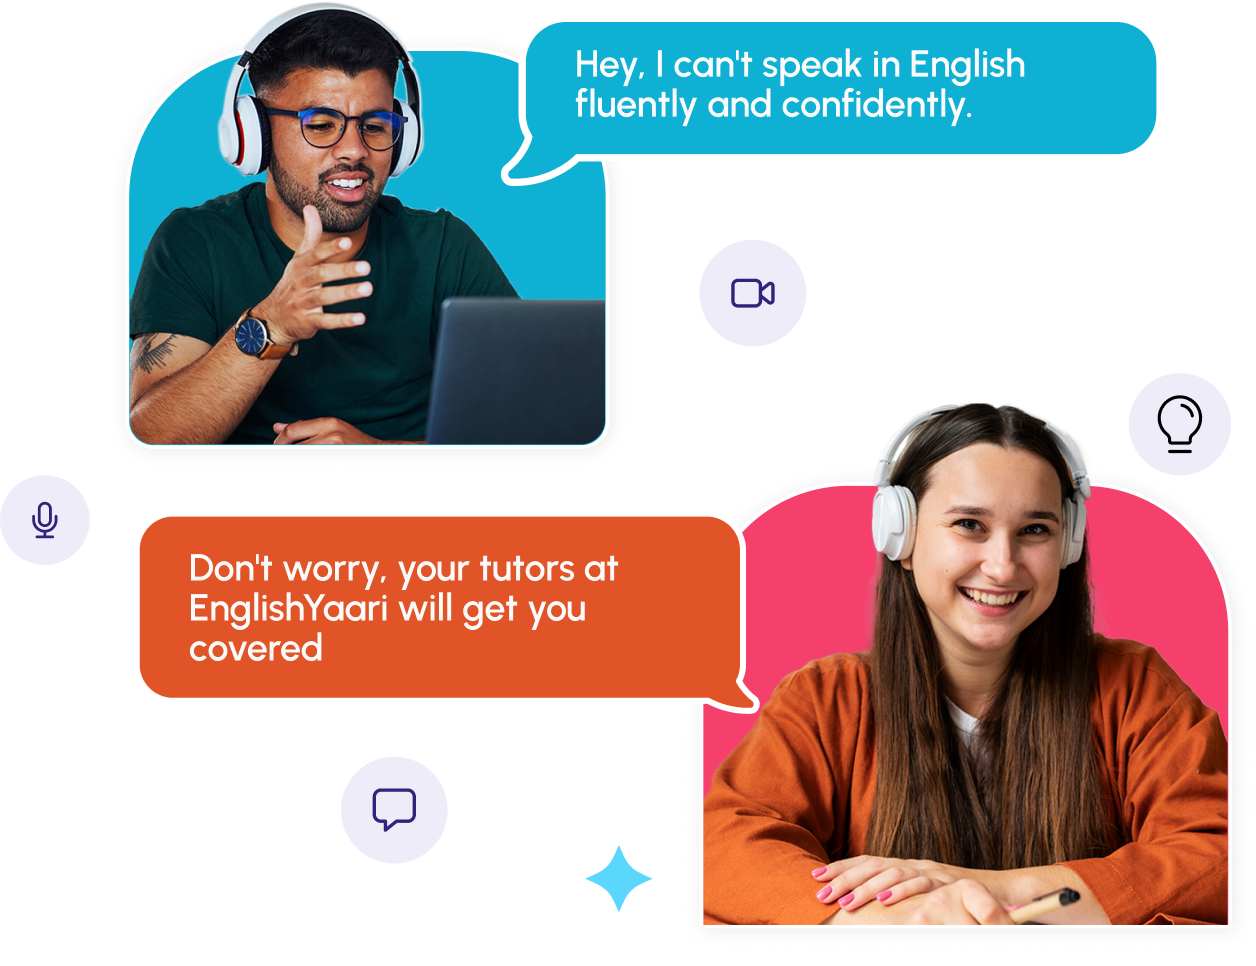 Hey, I can't speak in English
fluently and confidently.
Don't worry, your tutors at
EnglishYaari will get you
covered